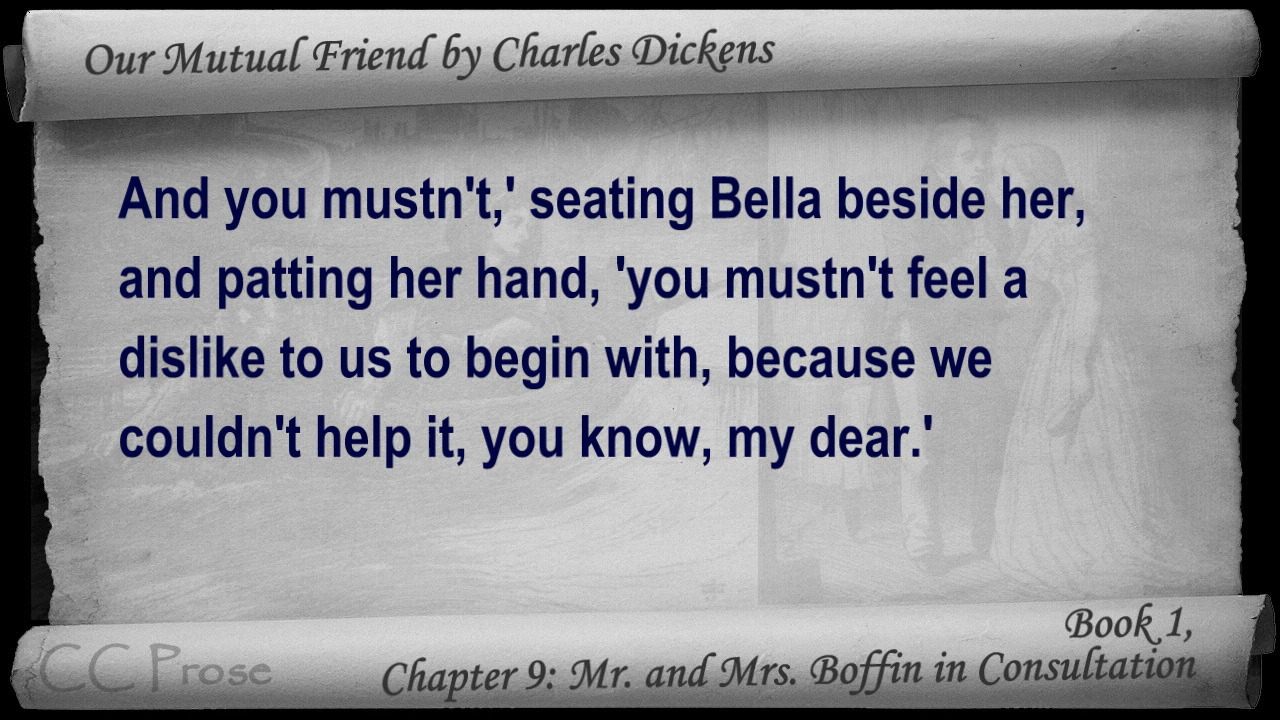 Our Mutual Friend by Charles Dickens
And you mustn't,' seating Bella beside her,
and patting her hand, 'you mustn't feel a
dislike to us to begin with, because we
couldn't help it, you know, my dear.'
Book 1,
Chapter 9: Mr. and Mrs. Boffin in Consultation
CC Prose